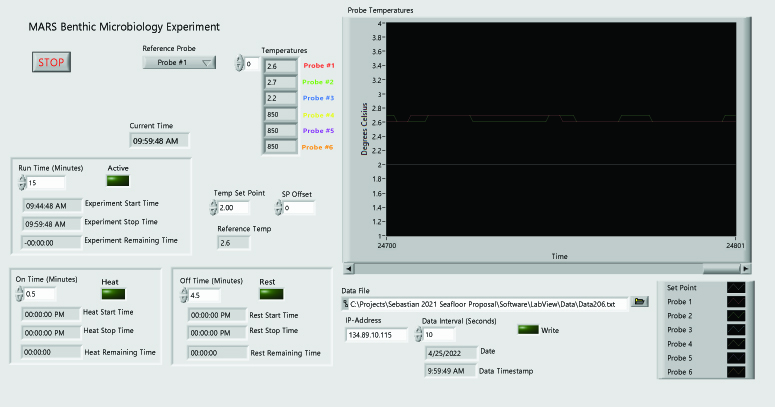 MARS Benthic Microbiology Experiment
STOP
Reference Probe
Probe #1
Temperatures
0
2.6 Probe #1
2.7 Probe #2
2.2 Probe #3
850 Probe #4
850 Probe #5
850 Probe #6
Current Time
09:59:48 AM
Run Time (Minutes) Active
15
09:44:48 AM Experiment Start Time
09:59:48 AM Experiment Stop Time
-00:00:00 Experiment Remaining Time
Temp Set Point SP Offset
2.00 0
Reference Temp
2.6
On Time (Minutes) Heat
0.5
00:00:00 PM Heat Start Time
00:00:00 PM Heat Stop Time
00:00:00 Heat Remaining Time
Off Time (Minutes) Rest
4.5
00:00:00 PM Rest Start Time
00:00:00 PM Rest Stop Time
00:00:00 Rest Remaining Time
Probe Temperatures
Degrees Celsius
4
3.8
3.6
3.4
3.2
3
2.8
2.6
2.4
2.2
2
1.8
1.6
1.4
1.2
1
24700 24801
Time
Data File
C:\Projects\Sebastian 2021 Seafloor Proposal\Software\LabView\Data\Data206.txt
IP-Address Data Interval (Seconds)
134.89.10.115 10 Write
4/25/2022 Date
9:59:49 AM Data Timestamp
Set Point
Probe 1
Probe 2
Probe 3
Probe 4
Probe 5
Probe 6